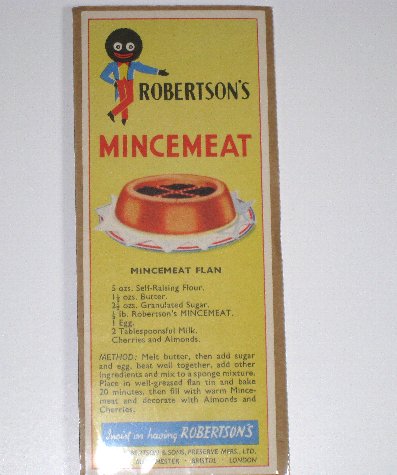 ROBERTSON'S
MINCEMEAT
MINCEMEAT FLAN
5 ozs. Self-Raising Flour.
1½ ozs. Butter.
2½ ozs. Granulated Sugar.
½ lb. Robertson's MINCEMEAT.
1 Egg.
2 Tablespoonsful Milk.
Cherries and Almonds.
METHOD: Melt butter, then add sugar
and egg, beat well together, add other
ingredients and mix to a sponge mixture.
Place in well-greased flan tin and bake
20 minutes, then fill with warm Mince-
meat and decorate with Almonds and
Cherries.
Insist on having ROBERTSON'S
& SONS, PRESERVE MFRS., LTD.
BRISTOL - LONDON